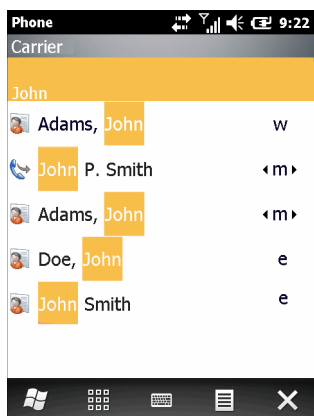 Phone 9:22
Carrier
John
Adams, John w
John P. Smith m
Adams, John m
Doe, John e
John Smith e